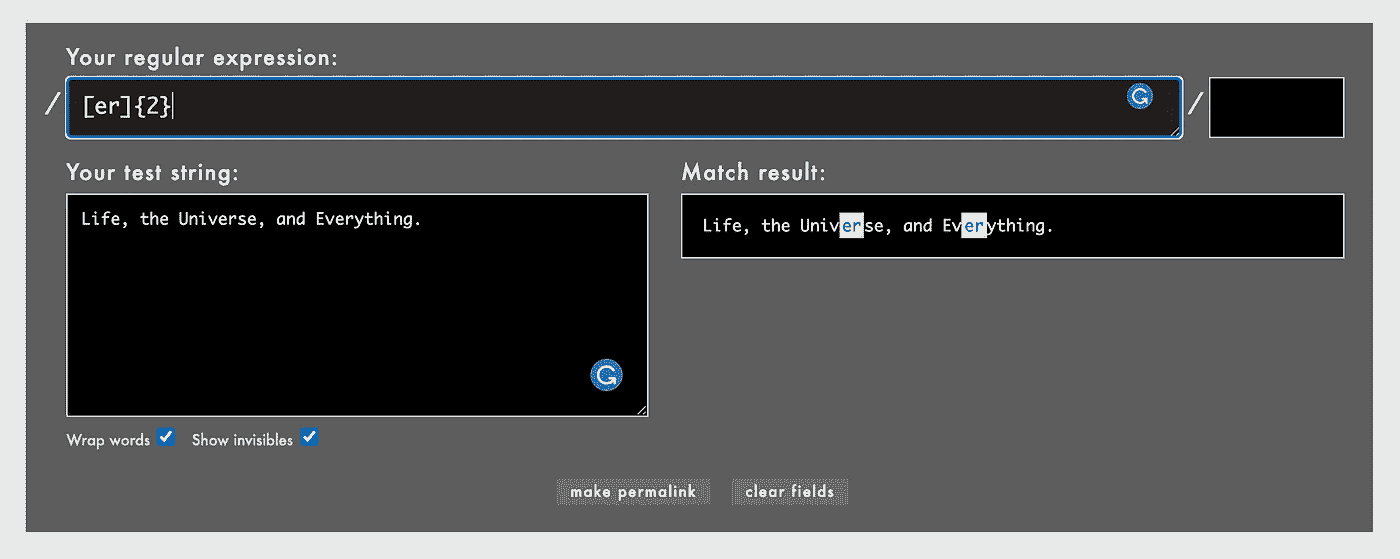 Your regular expression:
/ [er]{2} /
Your test string:
Life, the Universe, and Everything.
Match result:
Life, the Universe, and Everything.
Wrap words Show invisibles
make permalink clear fields